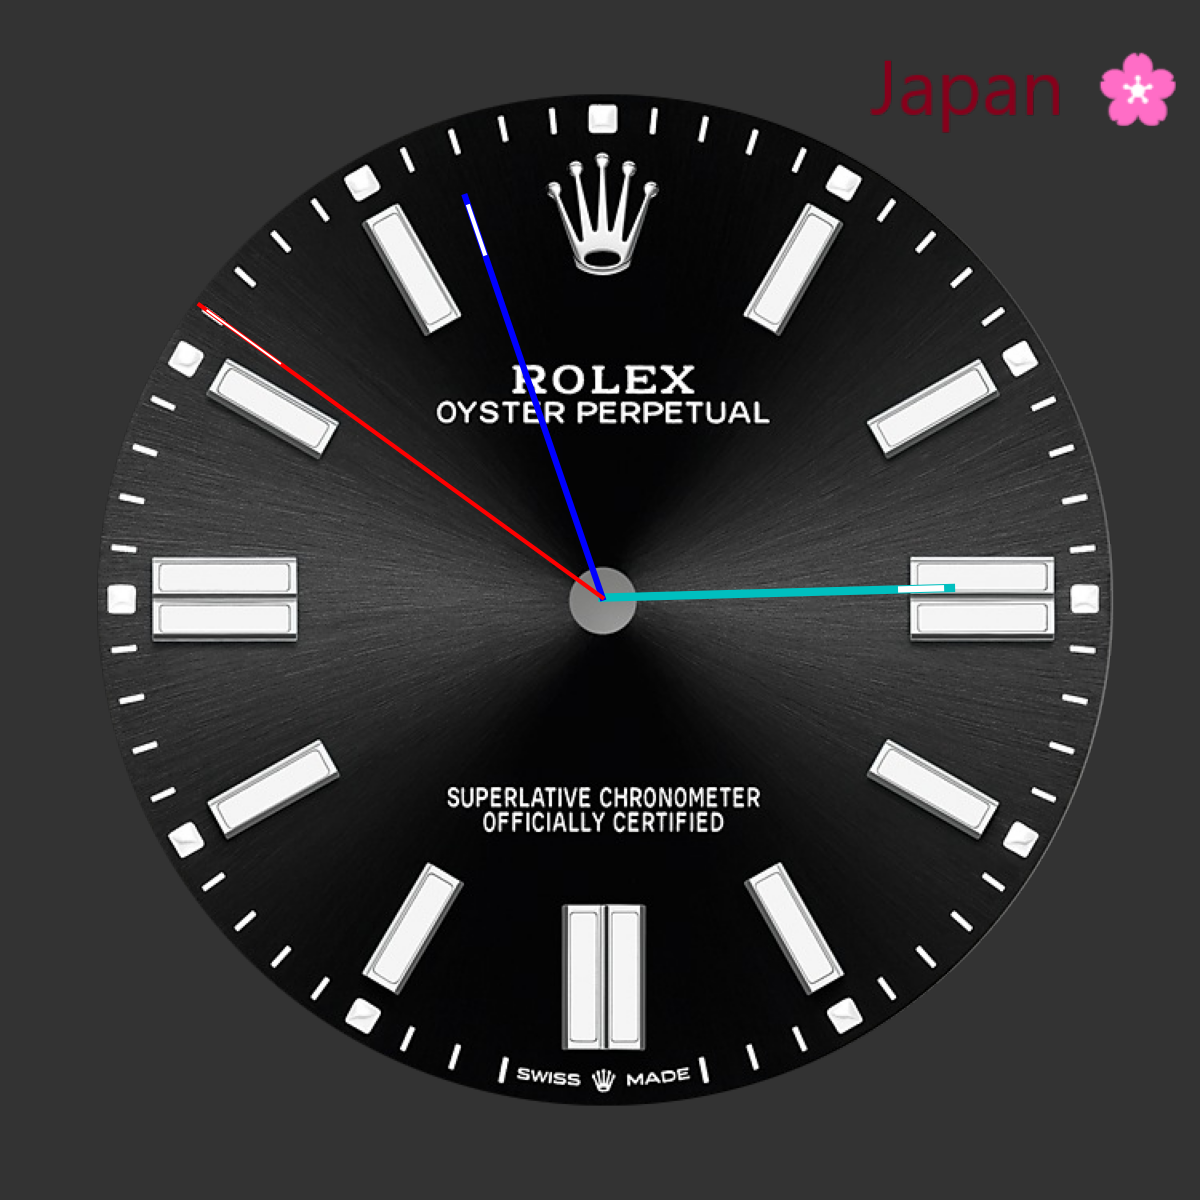 Japan 🌸
ROLEX
OYSTER PERPETUAL
SUPERLATIVE CHRONOMETER
OFFICIALLY CERTIFIED
SWISS MADE